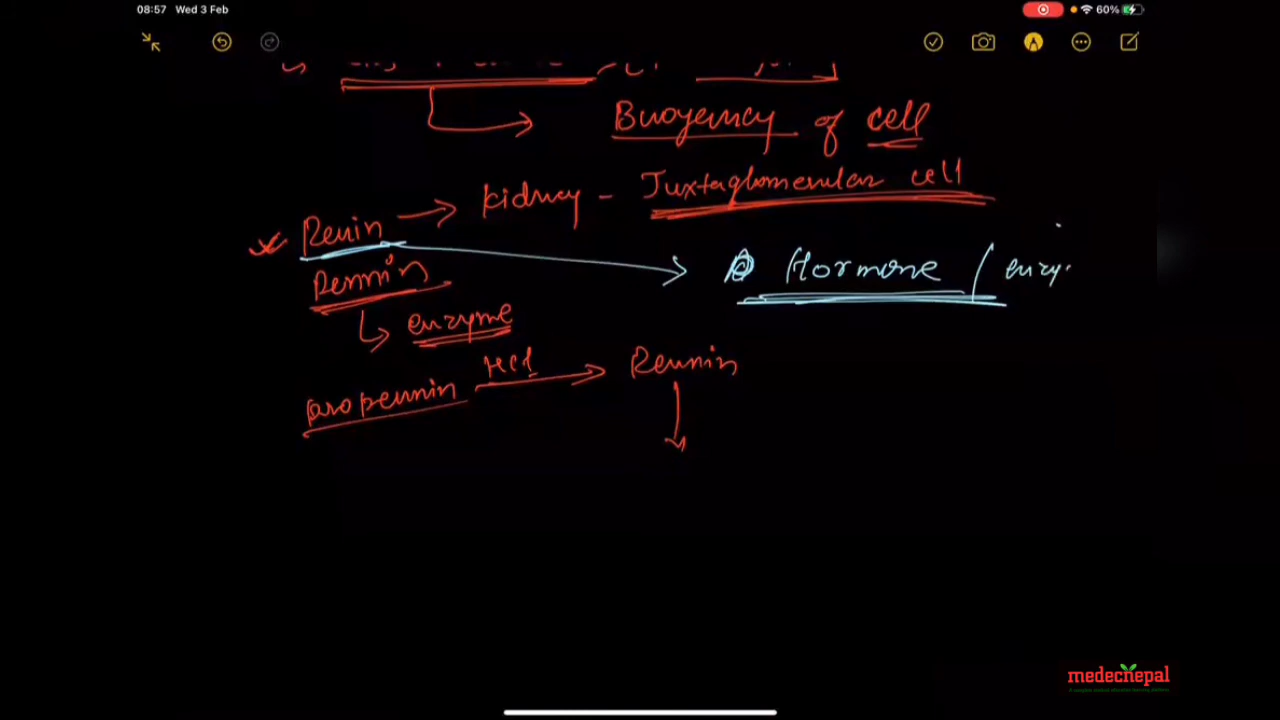 08:57 Wed 3 Feb
60%
Buoyency of cell
Renin → kidney - Juxtaglomerular cell
Rennin
Hormone / enzy
↳ enzyme
prorennin HCl → Rennin
medecnepal